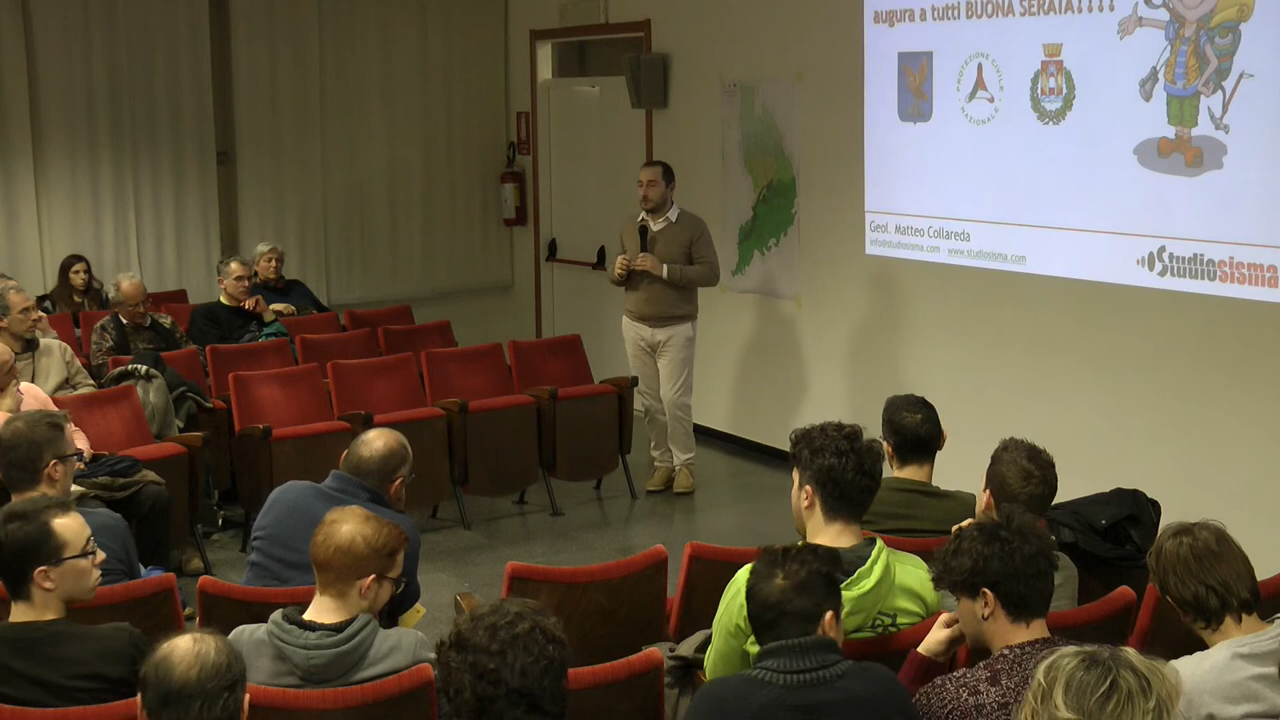 augura a tutti BUONA SERATA!!!!
PROTEZIONE CIVILE
NAZIONALE
Geol. Matteo Collareda
info@studiosisma.com - www.studiosisma.com
Studiosisma